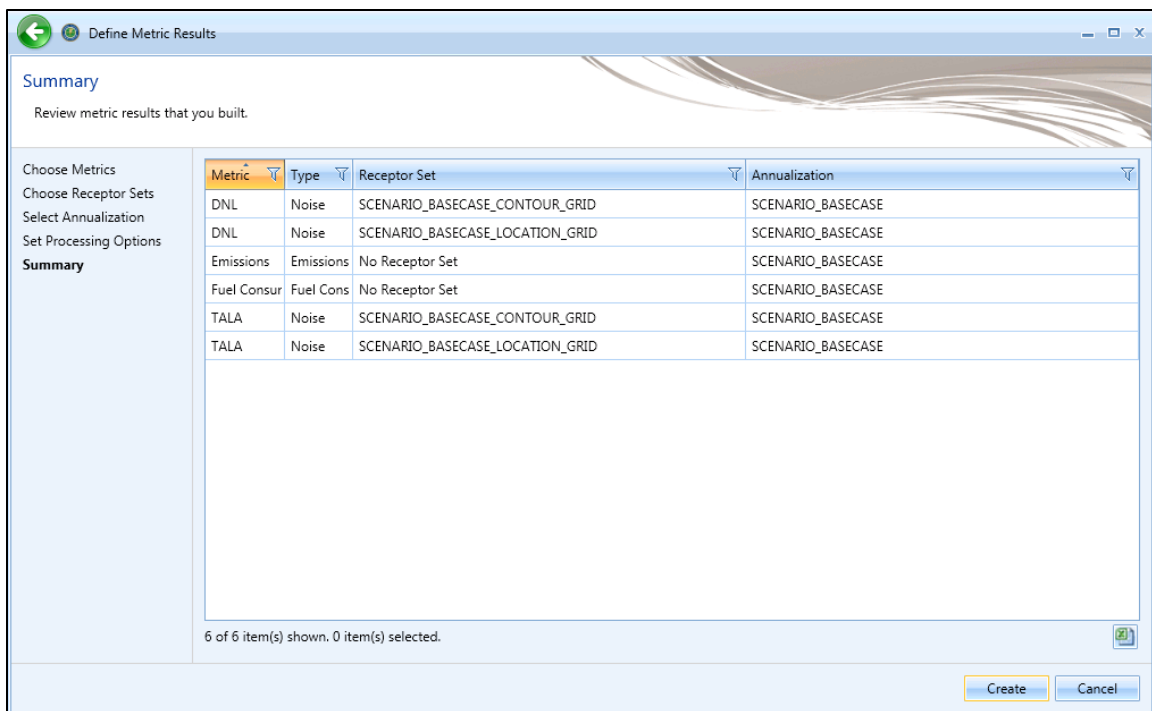 Define Metric Results
Summary
Review metric results that you built.
Choose Metrics
Choose Receptor Sets
Select Annualization
Set Processing Options
Summary
Metric Type Receptor Set Annualization
DNL Noise SCENARIO_BASECASE_CONTOUR_GRID SCENARIO_BASECASE
DNL Noise SCENARIO_BASECASE_LOCATION_GRID SCENARIO_BASECASE
Emissions Emissions No Receptor Set SCENARIO_BASECASE
Fuel Consur Fuel Cons No Receptor Set SCENARIO_BASECASE
TALA Noise SCENARIO_BASECASE_CONTOUR_GRID SCENARIO_BASECASE
TALA Noise SCENARIO_BASECASE_LOCATION_GRID SCENARIO_BASECASE
6 of 6 item(s) shown. 0 item(s) selected.
Create Cancel